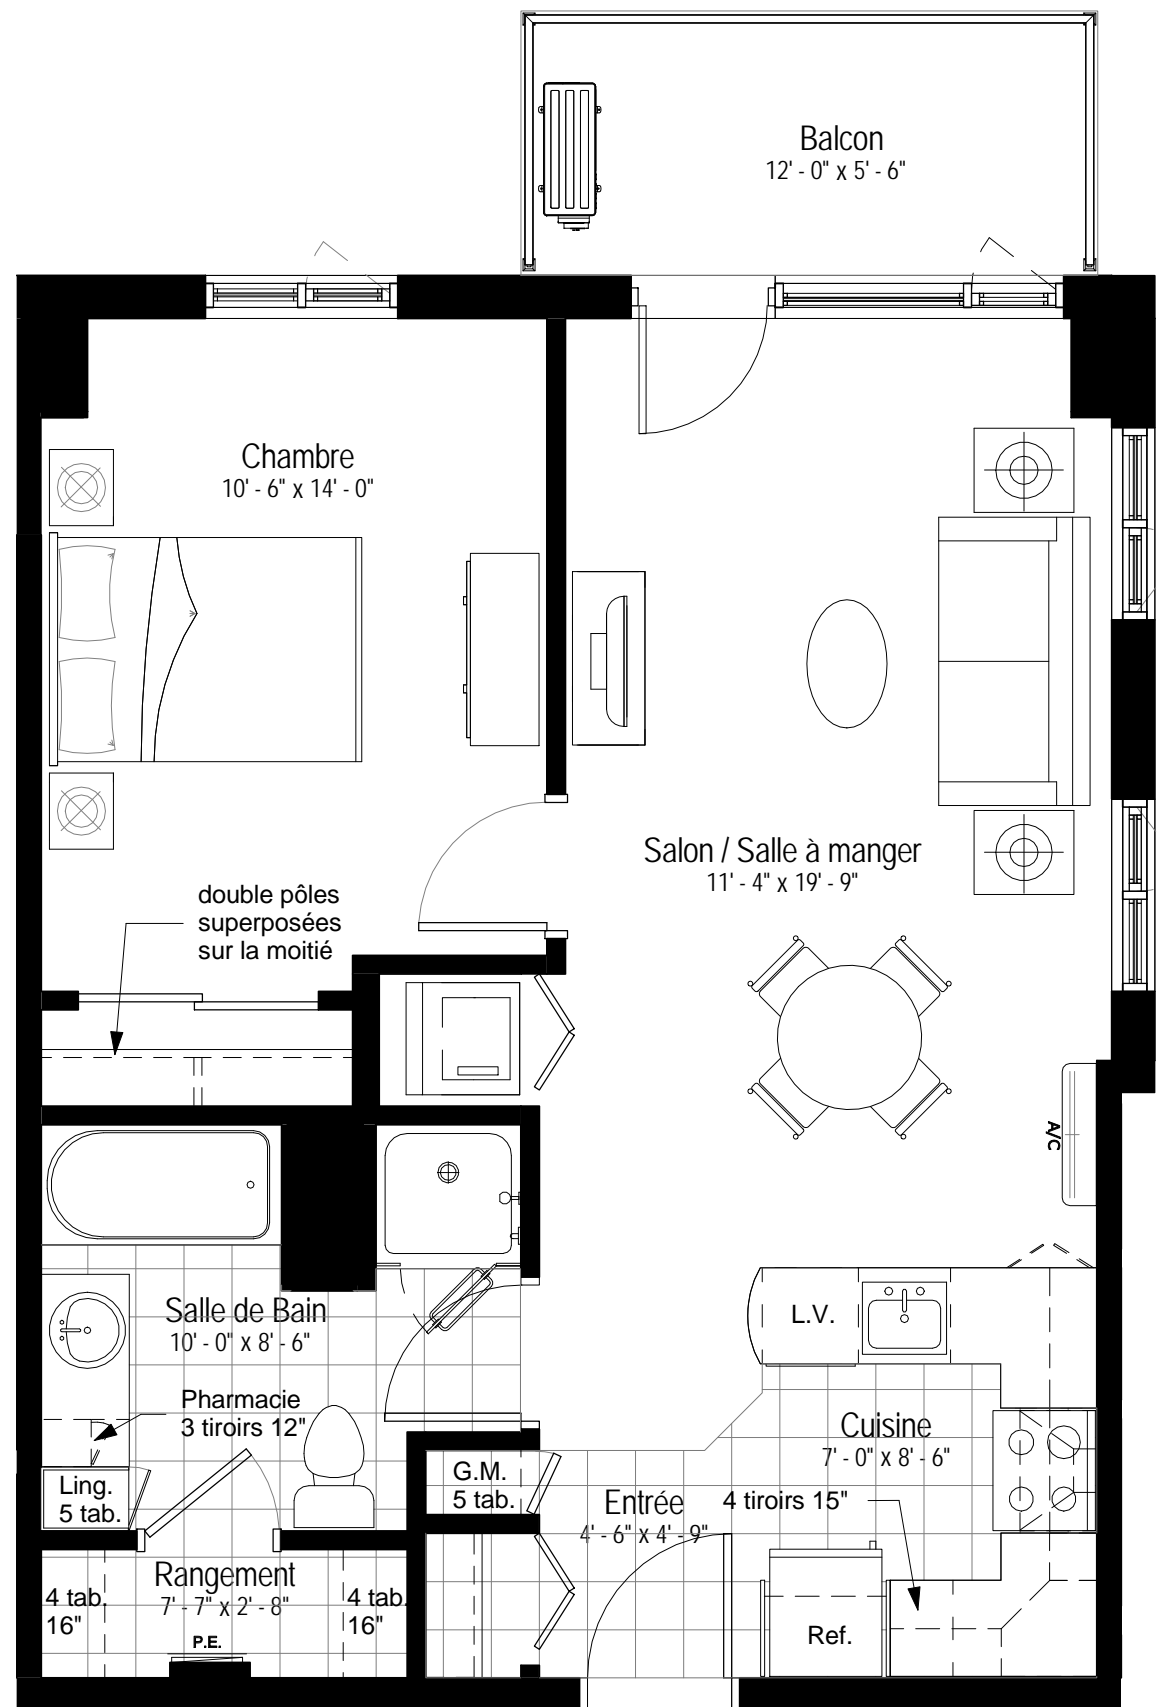 Balcon
12' - 0" x 5' - 6"
Chambre
10' - 6" x 14' - 0"
Salon / Salle à manger
11' - 4" x 19' - 9"
double pôles
superposées
sur la moitié
A/C
Salle de Bain
10' - 0" x 8' - 6"
L.V.
Pharmacie
3 tiroirs 12"
Cuisine
7' - 0" x 8' - 6"
Ling.
5 tab.
G.M.
5 tab.
Entrée
4' - 6" x 4' - 9"
4 tiroirs 15"
Rangement
7' - 7" x 2' - 8"
4 tab.
16"
4 tab.
16"
P.E.
Ref.